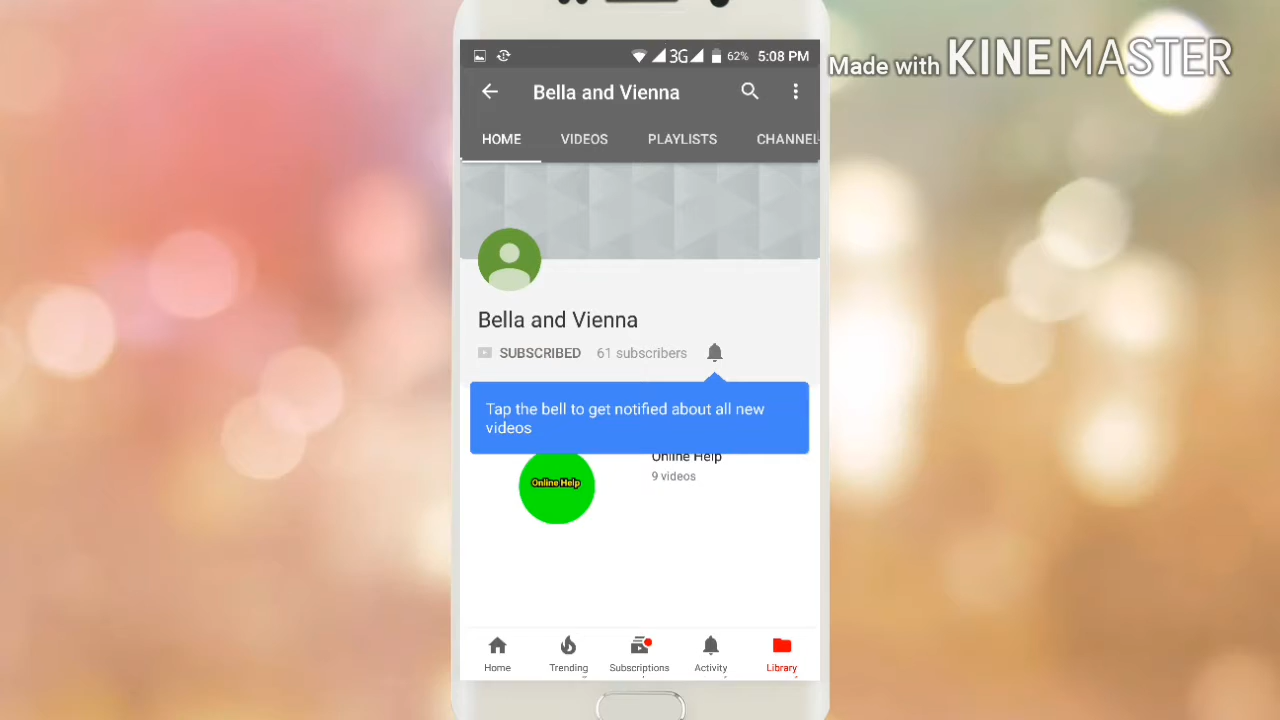 Made with KINEMASTER
3G 62% 5:08 PM
Bella and Vienna
HOME VIDEOS PLAYLISTS CHANNEL
Bella and Vienna
SUBSCRIBED 61 subscribers
Tap the bell to get notified about all new
videos
Online Help
9 videos
Online Help
Home Trending Subscriptions Activity Library